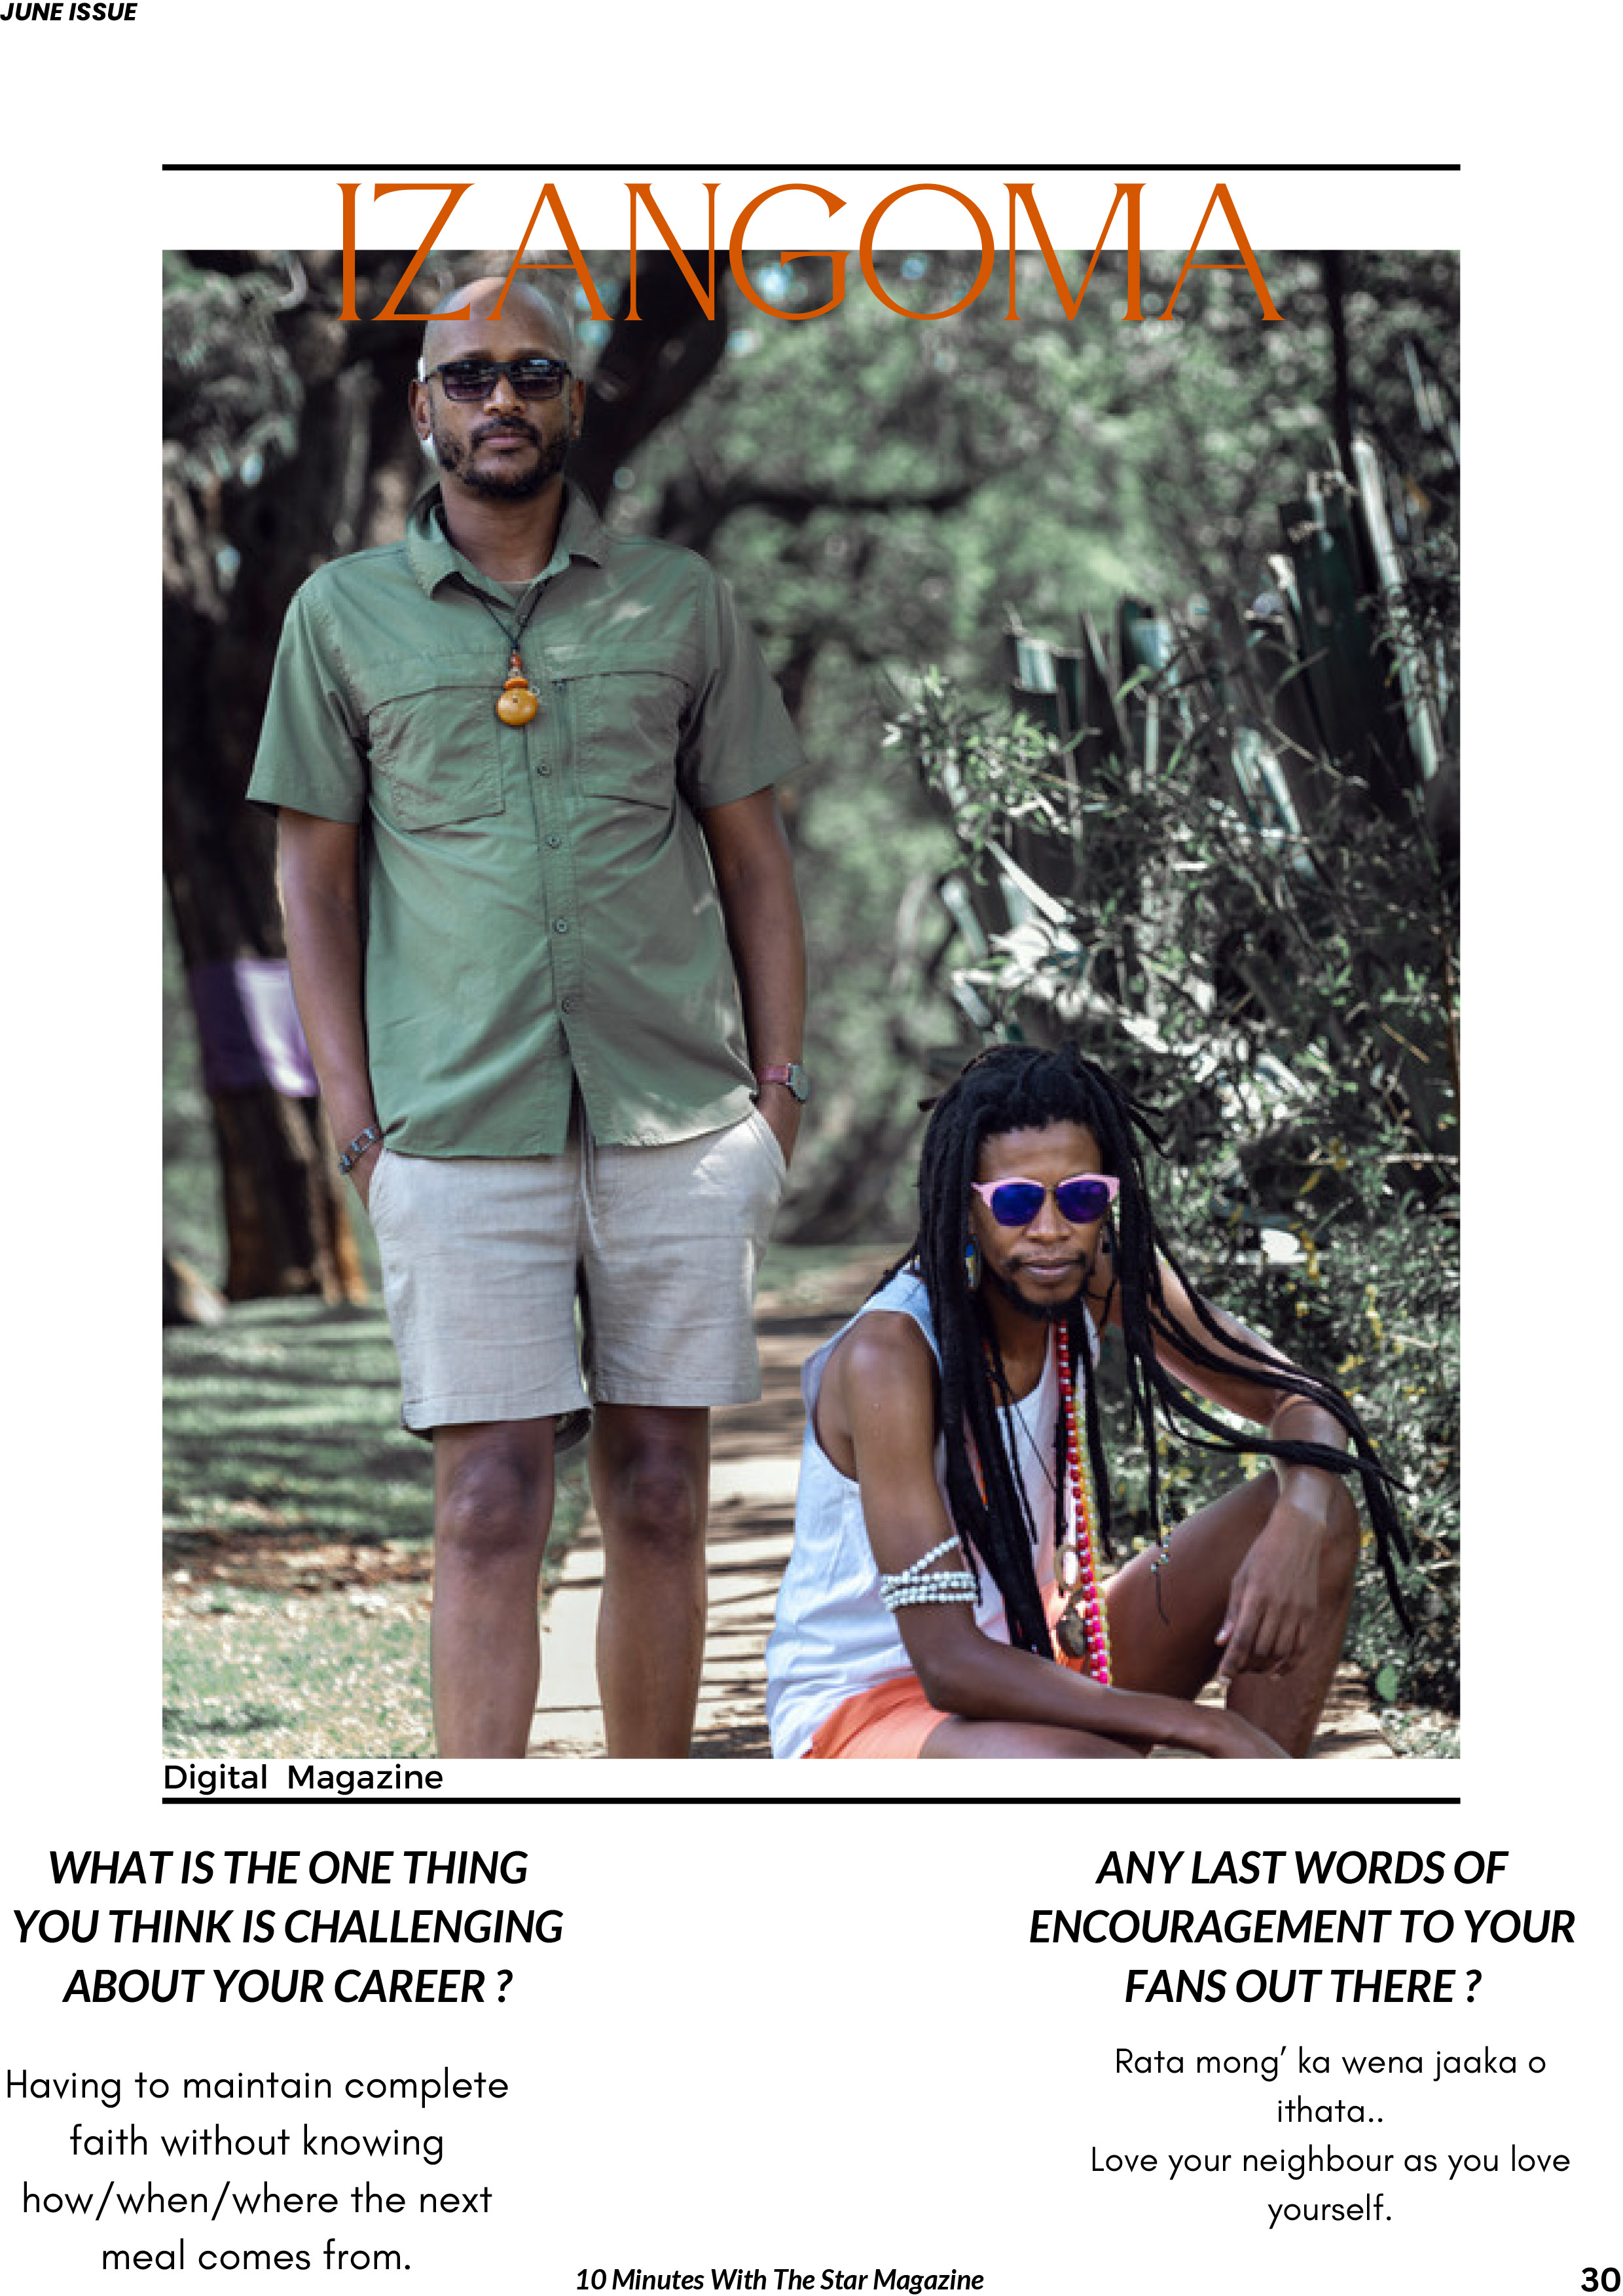 JUNE ISSUE
IZANGOMA
Digital Magazine
WHAT IS THE ONE THING
YOU THINK IS CHALLENGING
ABOUT YOUR CAREER ?
Having to maintain complete
faith without knowing
how/when/where the next
meal comes from.
ANY LAST WORDS OF
ENCOURAGEMENT TO YOUR
FANS OUT THERE ?
Rata mong’ ka wena jaaka o
ithata..
Love your neighbour as you love
yourself.
10 Minutes With The Star Magazine
30